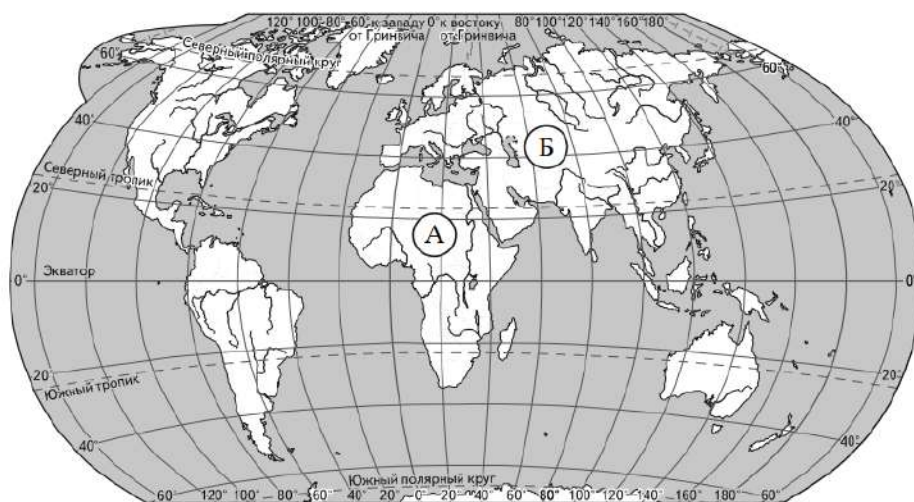 120° 100° 80° 60° к западу 0° к востоку 80° 100° 120° 140° 160° 180°
от Гринвича от Гринвича
Северный полярный круг
60° 60°
40° 40°
Б
Северный тропик
20° 20°
А
Экватор
0° 0°
20 20°
Южный тропик
40° 40°
Южный полярный круг
60° 160° 120° 100° 80° 60° 40° 20° 0° 20° 40° 60° 80° 100° 120° 140° 160° 180° 160° 60°